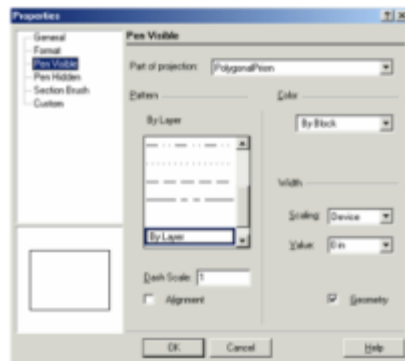 Properties
General
Format
Pen Visible
Pen Hidden
Section Brush
Custom
Pen Visible
Part of projection: PolygonalPrism
Pattern
Color
By Layer
By Block
Width
Scaling: Device
By Layer
Value: 0 in
Dash Scale: 1
Alignment
Geometry
OK
Cancel
Help